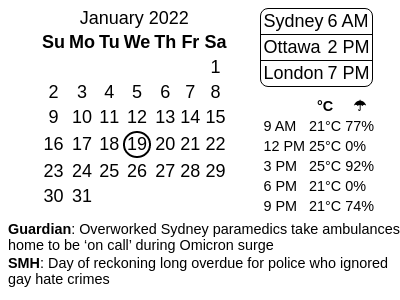 January 2022
Su Mo Tu We Th Fr Sa
1
2 3 4 5 6 7 8
9 10 11 12 13 14 15
16 17 18 19 20 21 22
23 24 25 26 27 28 29
30 31
Sydney 6 AM
Ottawa 2 PM
London 7 PM
°C ☂
9 AM 21°C 77%
12 PM 25°C 0%
3 PM 25°C 92%
6 PM 21°C 0%
9 PM 21°C 74%
Guardian: Overworked Sydney paramedics take ambulances
home to be ‘on call’ during Omicron surge
SMH: Day of reckoning long overdue for police who ignored
gay hate crimes